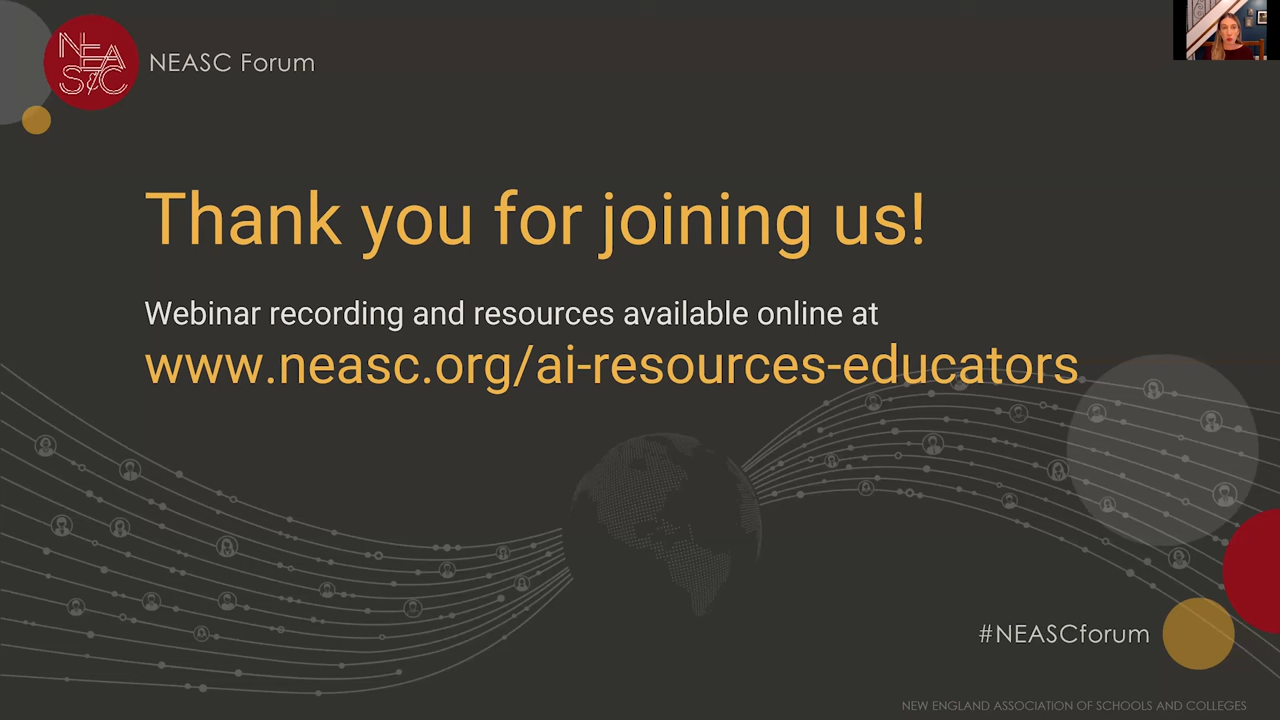 NEAS&C
NEASC Forum
Thank you for joining us!
Webinar recording and resources available online at
www.neasc.org/ai-resources-educators
#NEASCforum
NEW ENGLAND ASSOCIATION OF SCHOOLS AND COLLEGES